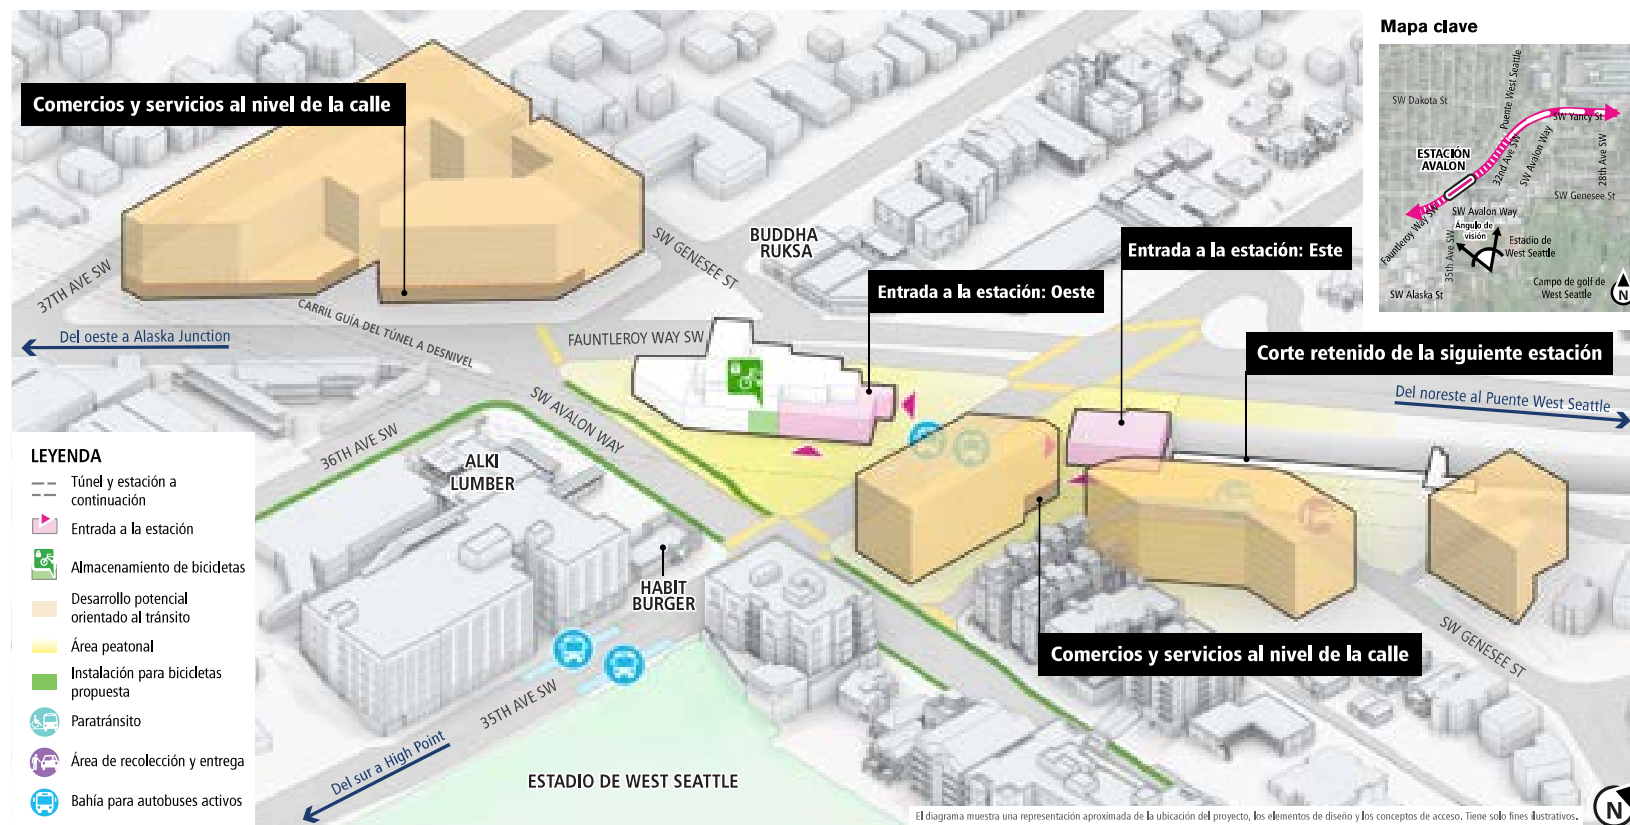 Mapa clave
SW Dakota St
Puente West Seattle
SW Yancy St
ESTACIÓN
AVALON
32nd Ave SW
SW Avalon Way
28th Ave SW
SW Genesee St
Fauntleroy Way SW
SW Avalon Way
Ángulo de
visión
35th Ave SW
Estadio de
West Seattle
SW Alaska St
Campo de golf de
West Seattle
N
Comercios y servicios al nivel de la calle
37TH AVE SW
SW GENESEE ST
BUDDHA
RUKSA
Entrada a la estación: Este
Entrada a la estación: Oeste
CARRIL GUÍA DEL TÚNEL A DESNIVEL
Del oeste a Alaska Junction
FAUNTLEROY WAY SW
Corte retenido de la siguiente estación
Del noreste al Puente West Seattle
SW AVALON WAY
36TH AVE SW
ALKI
LUMBER
HABIT
BURGER
Comercios y servicios al nivel de la calle
SW GENESEE ST
35TH AVE SW
Del sur a High Point
ESTADIO DE WEST SEATTLE
LEYENDA
Túnel y estación a
continuación
Entrada a la estación
Almacenamiento de bicicletas
Desarrollo potencial
orientado al tránsito
Área peatonal
Instalación para bicicletas
propuesta
Paratránsito
Área de recolección y entrega
Bahía para autobuses activos
El diagrama muestra una representación aproximada de la ubicación del proyecto, los elementos de diseño y los conceptos de acceso. Tiene solo fines ilustrativos.
N